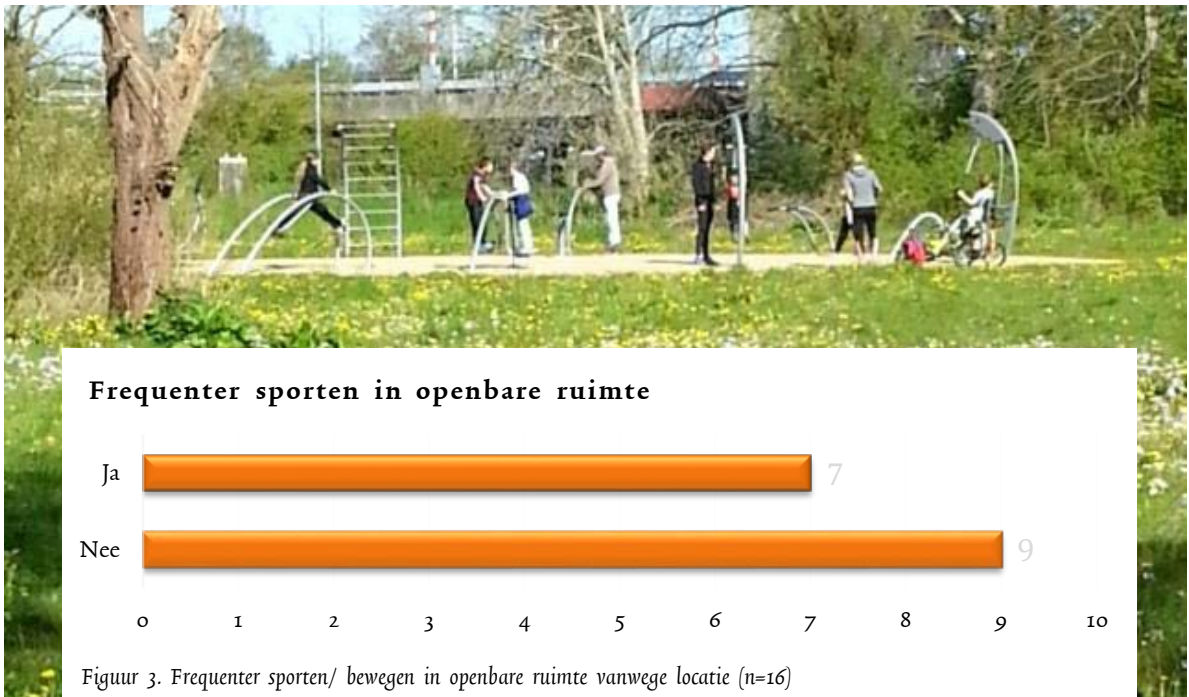 Frequenter sporten in openbare ruimte
Ja 7
Nee 9
0 1 2 3 4 5 6 7 8 9 10
Figuur 3. Frequenter sporten/ bewegen in openbare ruimte vanwege locatie (n=16)